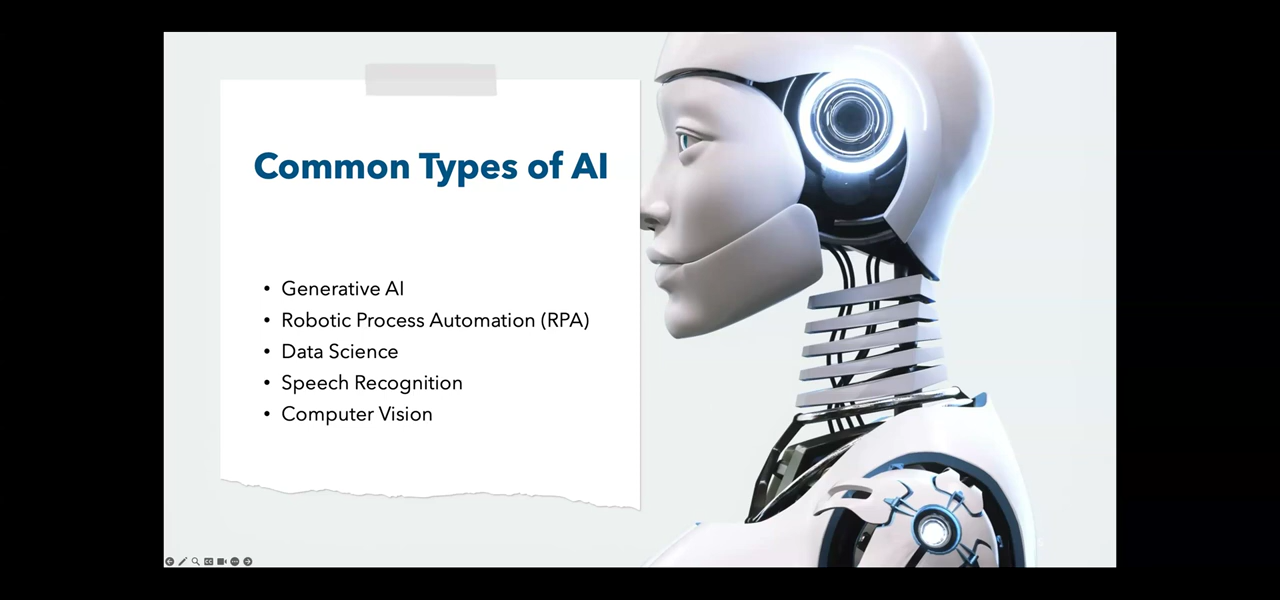 Common Types of AI
• Generative AI
• Robotic Process Automation (RPA)
• Data Science
• Speech Recognition
• Computer Vision